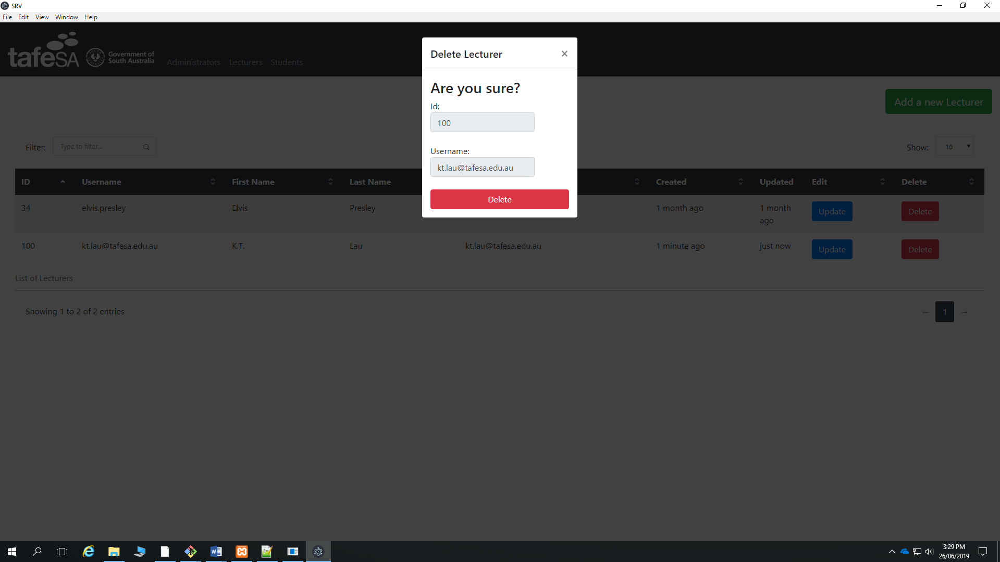 SRV
File Edit View Window Help
tafeSA
Government of
South Australia
Administrators Lecturers Students
Delete Lecturer ×
Are you sure?
Id:
100
Username:
kt.lau@tafesa.edu.au
Delete
Add a new Lecturer
Filter: Type to filter... Show: 10
ID Username First Name Last Name Created Updated Edit Delete
34 elvis.presley Elvis Presley 1 month ago 1 month ago Update Delete
100 kt.lau@tafesa.edu.au K.T. Lau kt.lau@tafesa.edu.au 1 minute ago just now Update Delete
List of Lecturers
Showing 1 to 2 of 2 entries ← 1 →
3:29 PM
26/06/2019